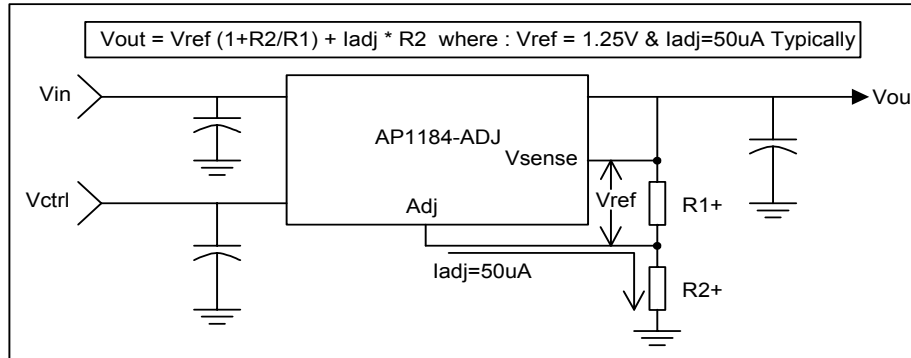 Vout = Vref (1+R2/R1) + Iadj * R2 where : Vref = 1.25V & Iadj=50uA Typically
Vin
Vou
AP1184-ADJ
Vsense
Vctrl
Vref
R1+
Adj
Iadj=50uA
R2+